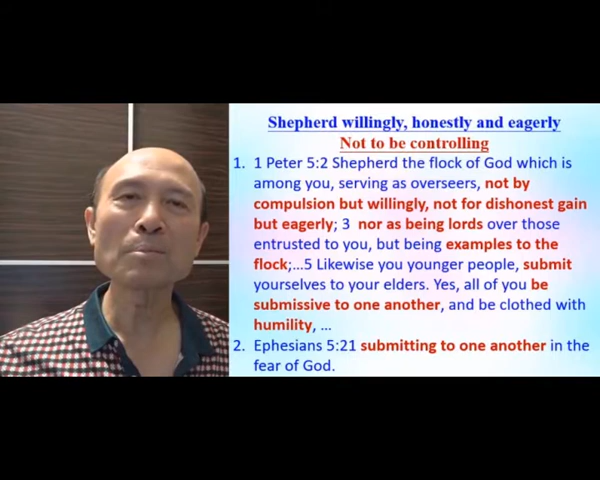 Shepherd willingly, honestly and eagerly
Not to be controlling
1. 1 Peter 5:2 Shepherd the flock of God which is
among you, serving as overseers, not by
compulsion but willingly, not for dishonest gain
but eagerly; 3 nor as being lords over those
entrusted to you, but being examples to the
flock;...5 Likewise you younger people, submit
yourselves to your elders. Yes, all of you be
submissive to one another, and be clothed with
humility, ...
2. Ephesians 5:21 submitting to one another in the
fear of God.